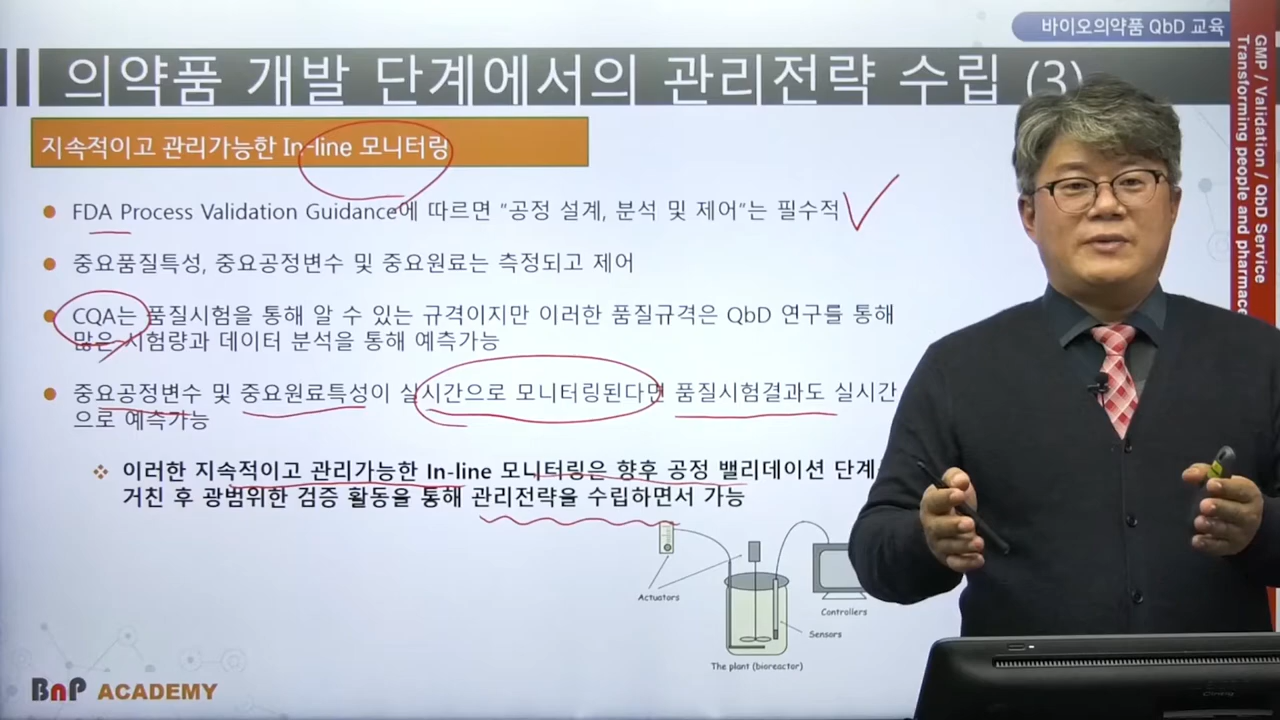 바이오의약품 QbD 교육
의약품 개발 단계에서의 관리전략 수립 (3)
GMP / Validation / QbD Service
Transforming people and pharmace
지속적이고 관리가능한 In-line 모니터링
FDA Process Validation Guidance에 따르면 "공정 설계, 분석 및 제어"는 필수적
중요품질특성, 중요공정변수 및 중요원료는 측정되고 제어
CQA는 품질시험을 통해 알 수 있는 규격이지만 이러한 품질규격은 QbD 연구를 통해
많은 시험량과 데이터 분석을 통해 예측가능
중요공정변수 및 중요원료특성이 실시간으로 모니터링된다면 품질시험결과도 실시간
으로 예측가능
이러한 지속적이고 관리가능한 In-line 모니터링은 향후 공정 밸리데이션 단계
거친 후 광범위한 검증 활동을 통해 관리전략을 수립하면서 가능
Actuators
Controllers
Sensors
The plant (bioreactor)
BnP ACADEMY